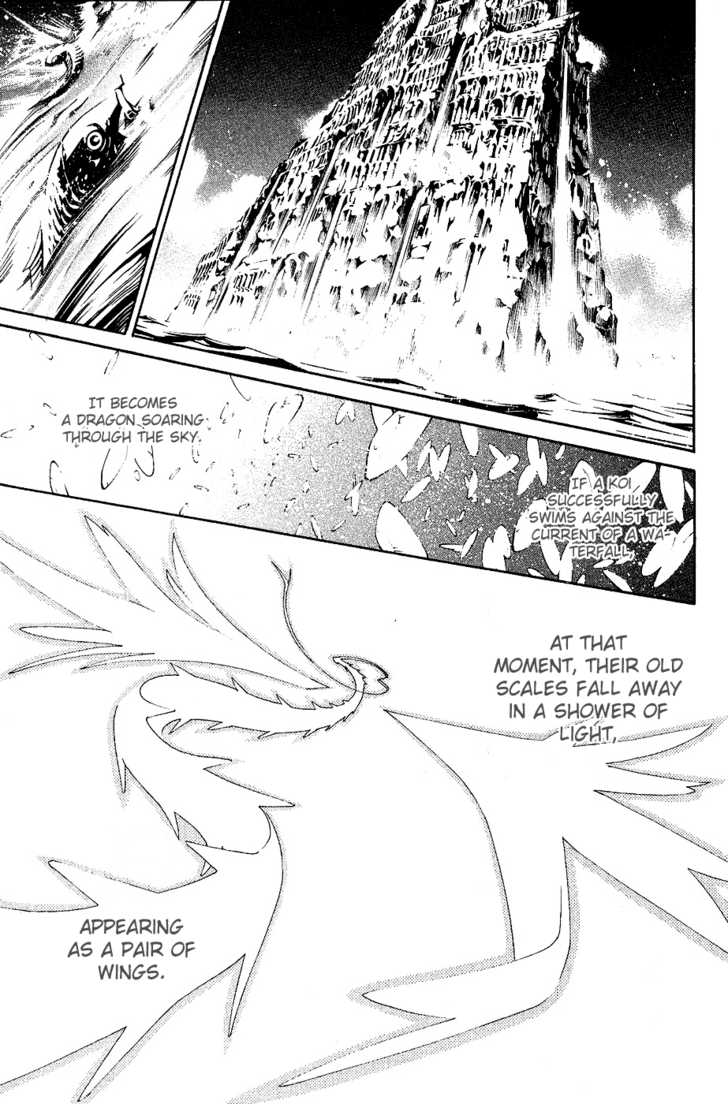 IF A KOI
SUCCESSFULLY
SWIMS AGAINST THE
CURRENT OF A WA-
TERFALL,
IT BECOMES
A DRAGON SOARING
THROUGH THE SKY.
AT THAT
MOMENT, THEIR OLD
SCALES FALL AWAY
IN A SHOWER OF
LIGHT,
APPEARING
AS A PAIR OF
WINGS.